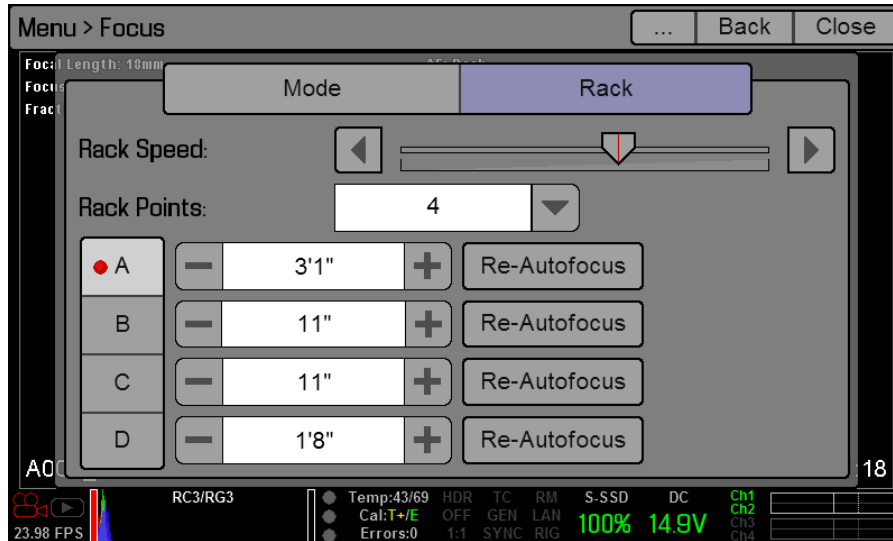 Menu > Focus ... Back Close
Focal Length: 18mm
Focus
Fract
Mode Rack
Rack Speed:
Rack Points: 4
A 3'1" Re-Autofocus
B 11" Re-Autofocus
C 11" Re-Autofocus
D 1'8" Re-Autofocus
A00 :18
RC3/RG3 Temp:43/69 HDR TC RM S-SSD DC Ch1
Cal:T+/E OFF GEN LAN 100% 14.9V Ch2
23.98 FPS Errors:0 1:1 SYNC RIG Ch3
Ch4